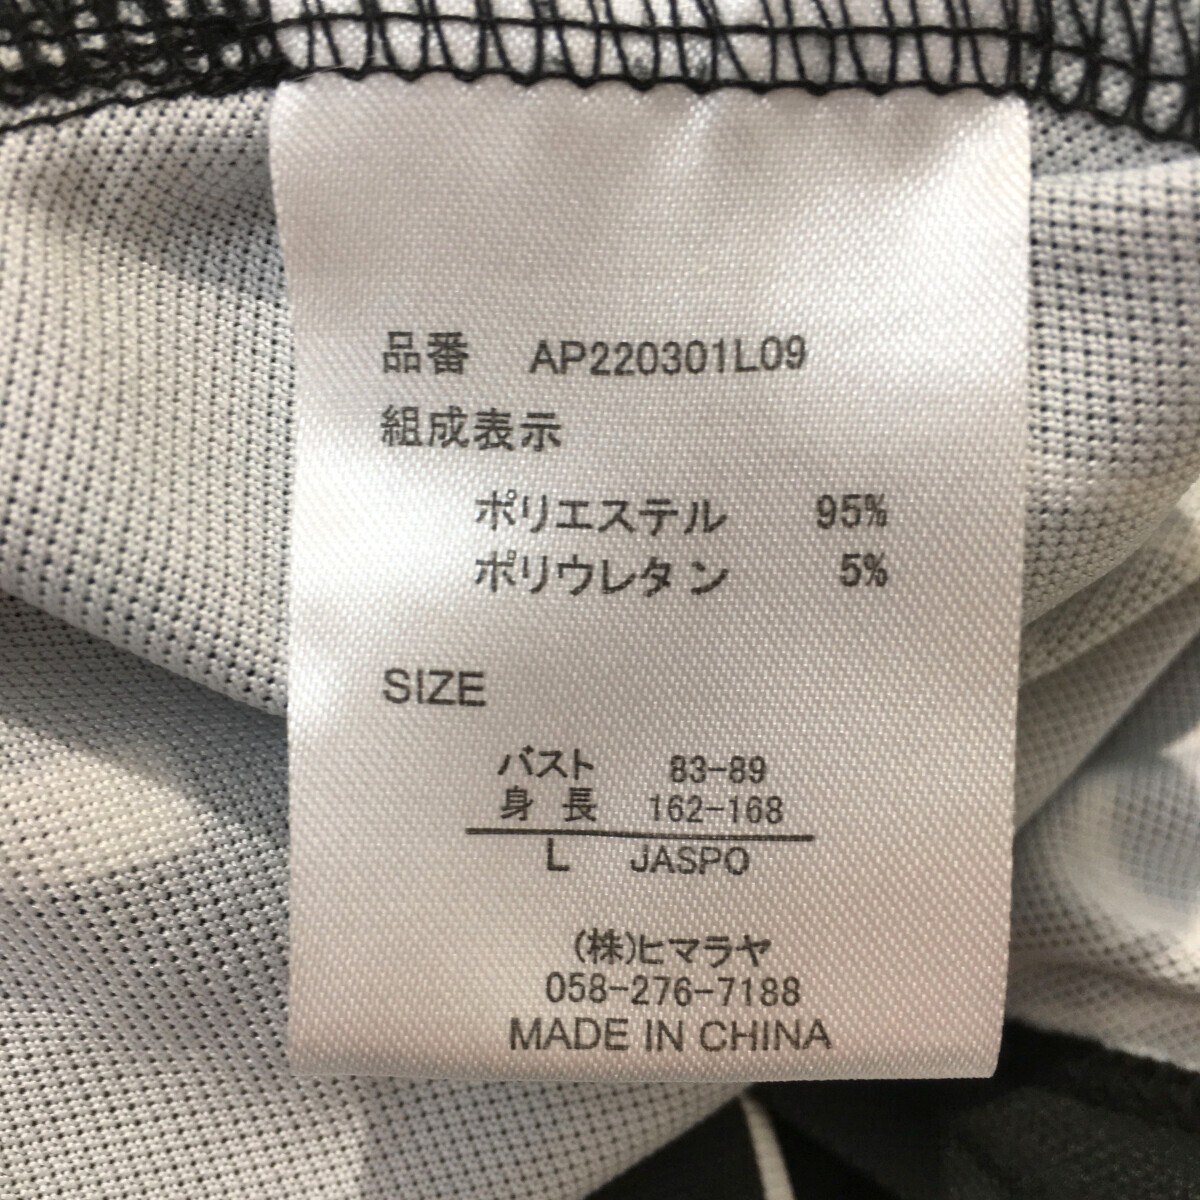 品番 AP220301L09
組成表示
ポリエステル 95%
ポリウレタン 5%
SIZE
バスト 83-89
身長 162-168
L JASPO
(株)ヒマラヤ
058-276-7188
MADE IN CHINA